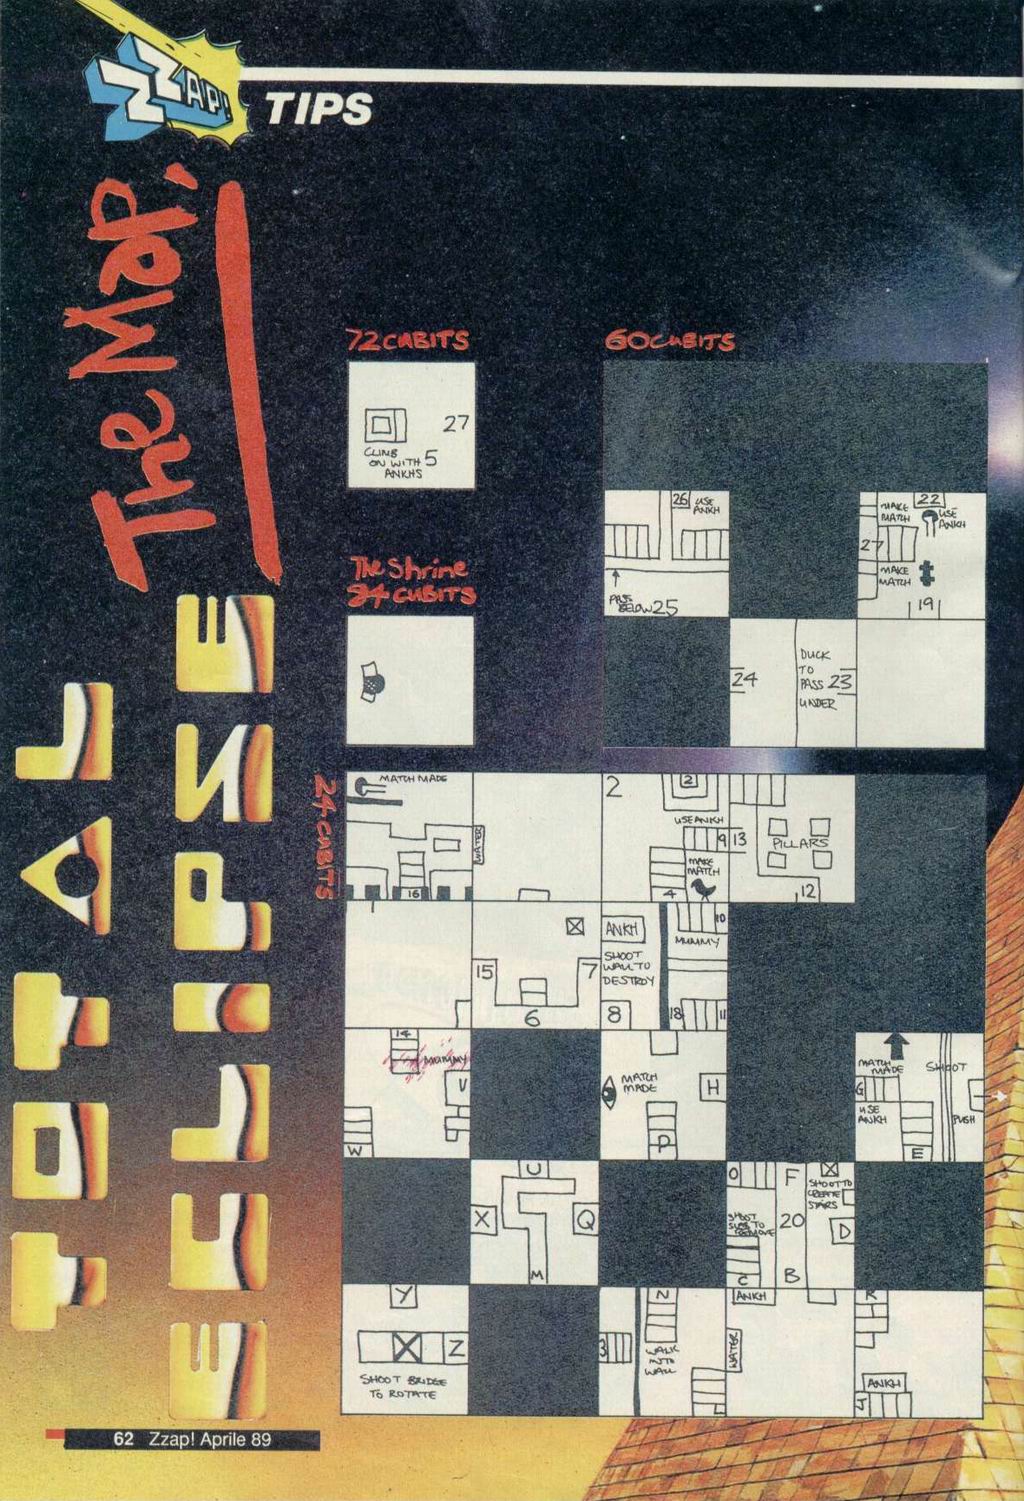 ZZAP!
TIPS
The Map,
TOTAL
ECLIPSE
72 CUBITS
27
CLIMB
ON WITH 5
ANKHS
The Shrine
84 CUBITS
60 CUBITS
26 USE
ANKH
PASS
BELOW 25
MAKE
MATCH
22
USE
ANKH
27
MAKE
MATCH
19
24
DUCK
TO
PASS 23
UNDER
24 CUBITS
MATCH MADE
16
WATER
2
2
USE ANKH
9
MAKE
MATCH
4
13
PILLARS
12
15
7
6
ANKH
SHOOT
WALL TO
DESTROY
8
10
MUMMY
18
11
14
MUMMY
V
W
MATCH
MADE
H
P
MATCH
MADE
G
USE
ANKH
E
SHOOT
PUSH
U
X
Q
M
O
SHOOT
TO
REMOVE
C
F
20
B
SHOOT TO
CREATE
STAIRS
D
Y
Z
SHOOT BRIDGE
TO ROTATE
3
N
WALK
INTO
WALL
L
ANKH
WATER
R
ANKH
J
62 Zzap! Aprile 89